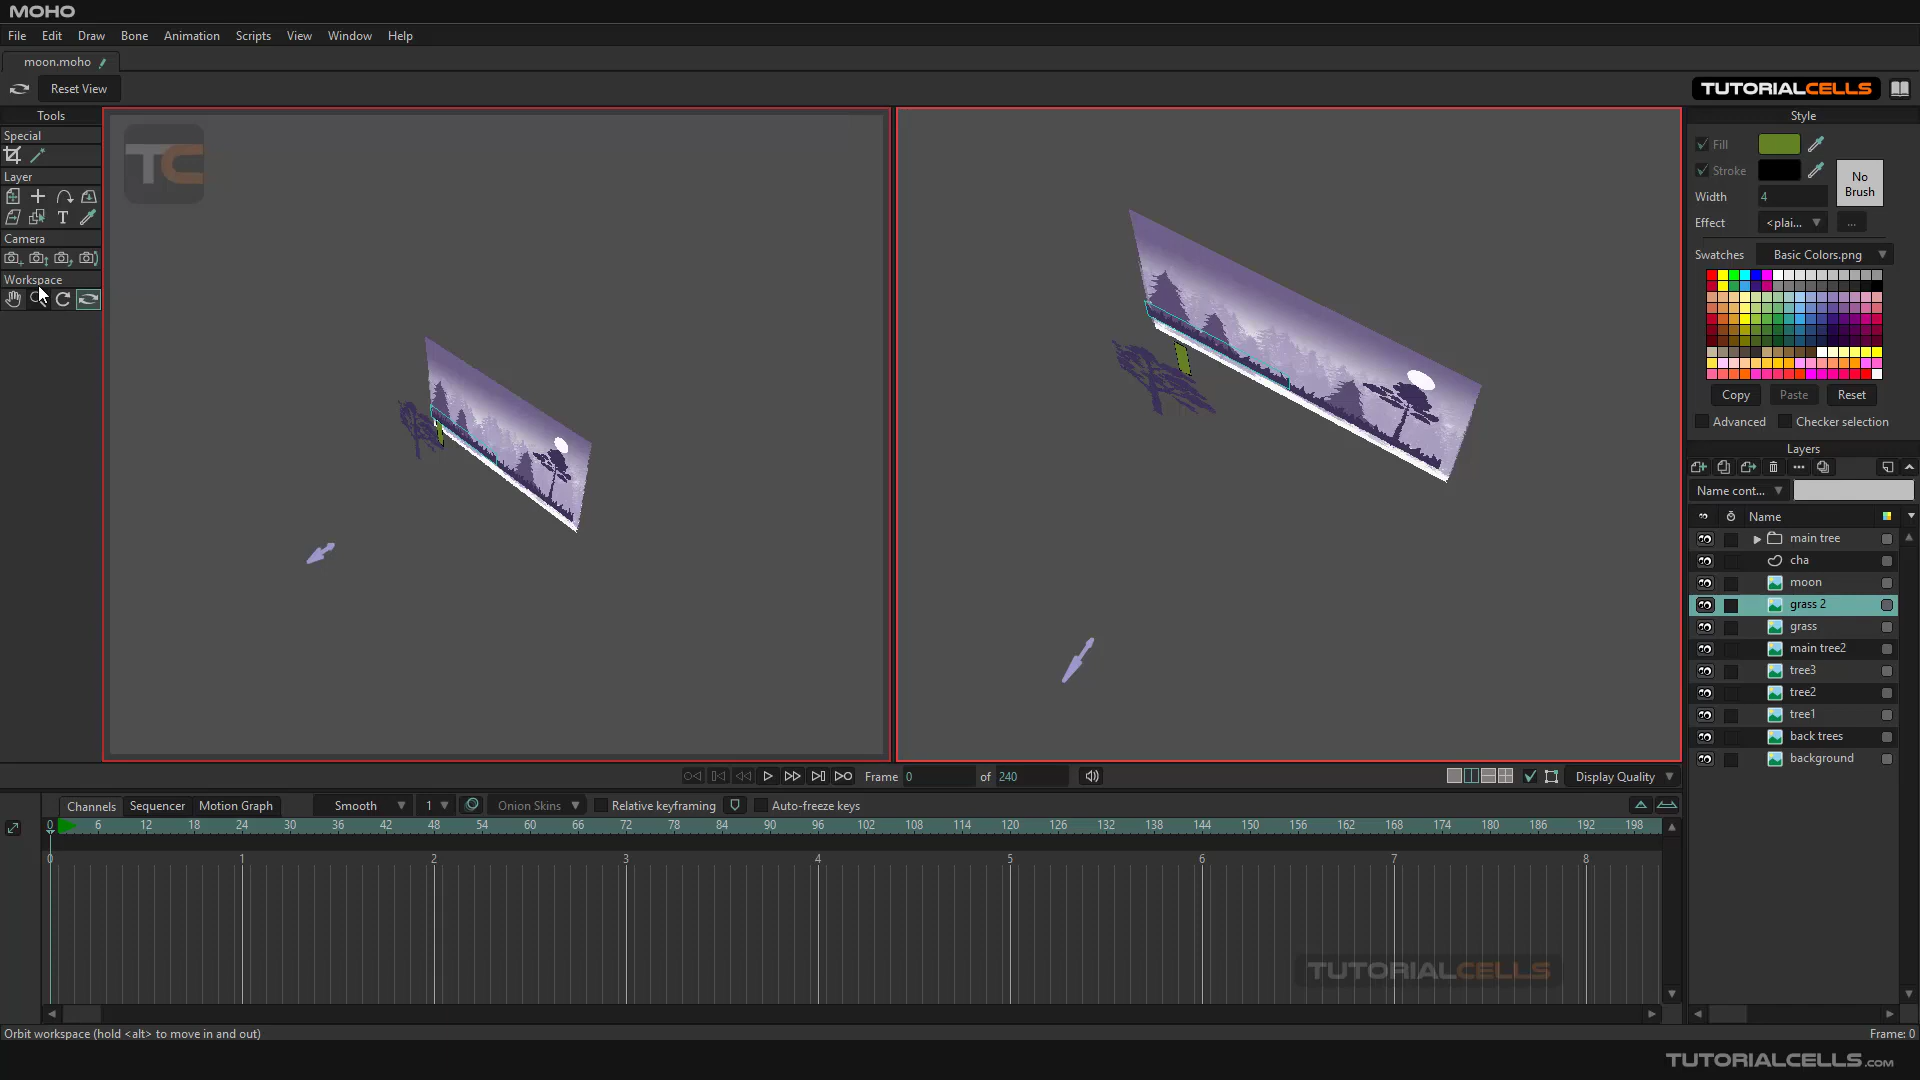 MOHO
File Edit Draw Bone Animation Scripts View Window Help
moon.moho
Reset View
TUTORIALCELLS
Tools
Special
Layer
T
Camera
Workspace
TC
Style
Fill
Stroke
No Brush
Width 4
Effect <plai... ...
Swatches Basic Colors.png
Copy Paste Reset
Advanced Checker selection
Layers
Name cont...
Name
main tree
cha
moon
grass 2
grass
main tree2
tree3
tree2
tree1
back trees
background
Frame 0 of 240 Display Quality
Channels Sequencer Motion Graph Smooth 1 Onion Skins Relative keyframing Auto-freeze keys
0 6 12 18 24 30 36 42 48 54 60 66 72 78 84 90 96 102 108 114 120 126 132 138 144 150 156 162 168 174 180 186 192 198
0 1 2 3 4 5 6 7 8
TUTORIALCELLS
Orbit workspace (hold <alt> to move in and out) Frame: 0
TUTORIALCELLS.COM